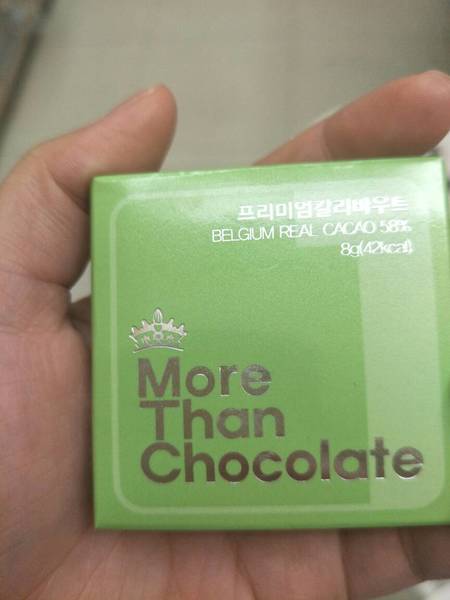 프리미엄칼리바우트
BELGIUM REAL CACAO 58%
8g(42kcal)
More
Than
Chocolate